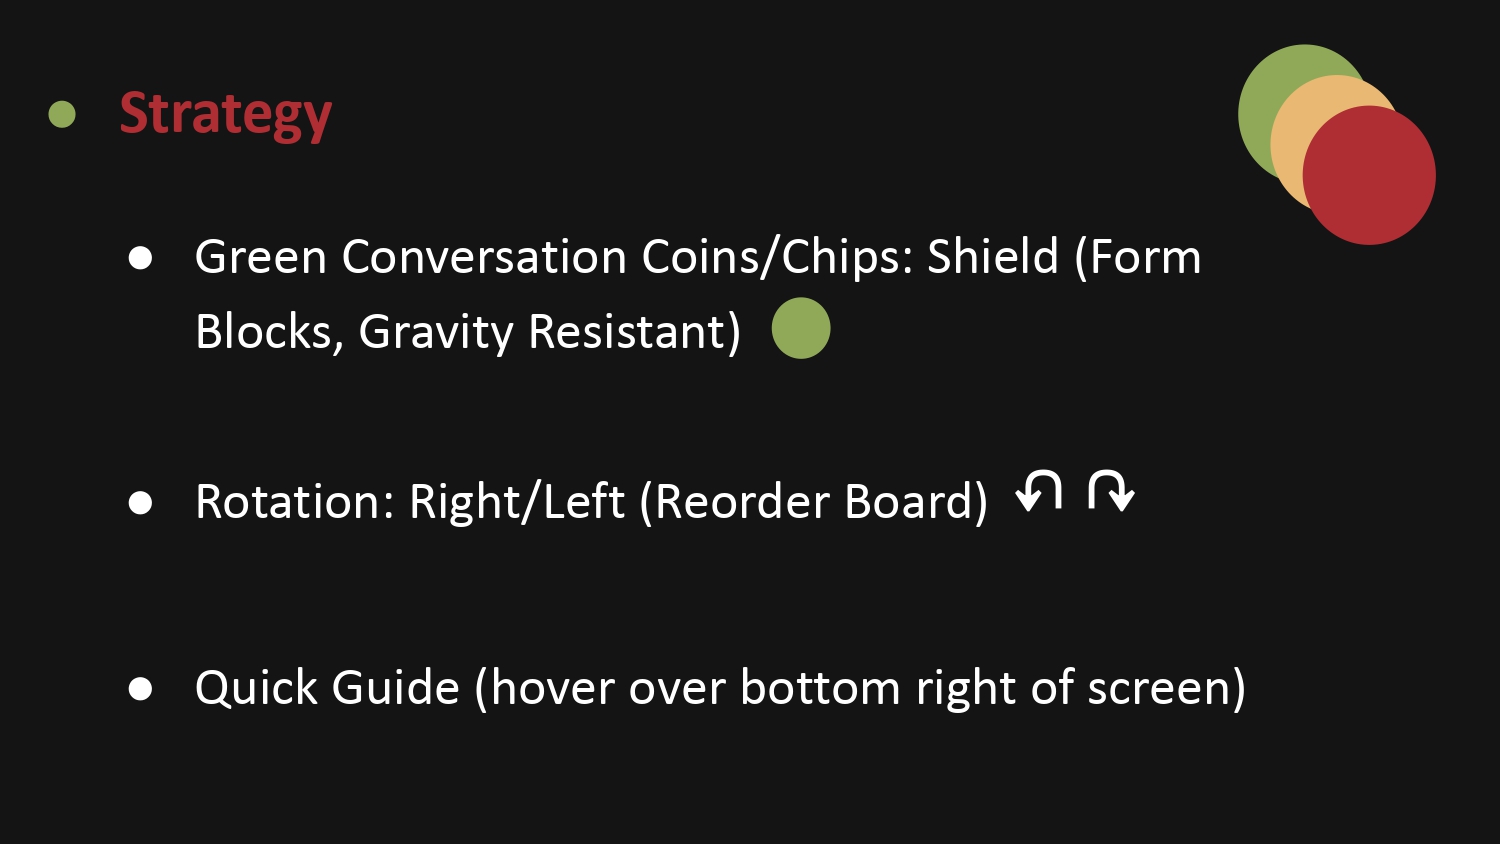 ● Strategy
● Green Conversation Coins/Chips: Shield (Form
Blocks, Gravity Resistant)
● Rotation: Right/Left (Reorder Board) ↶ ↷
● Quick Guide (hover over bottom right of screen)